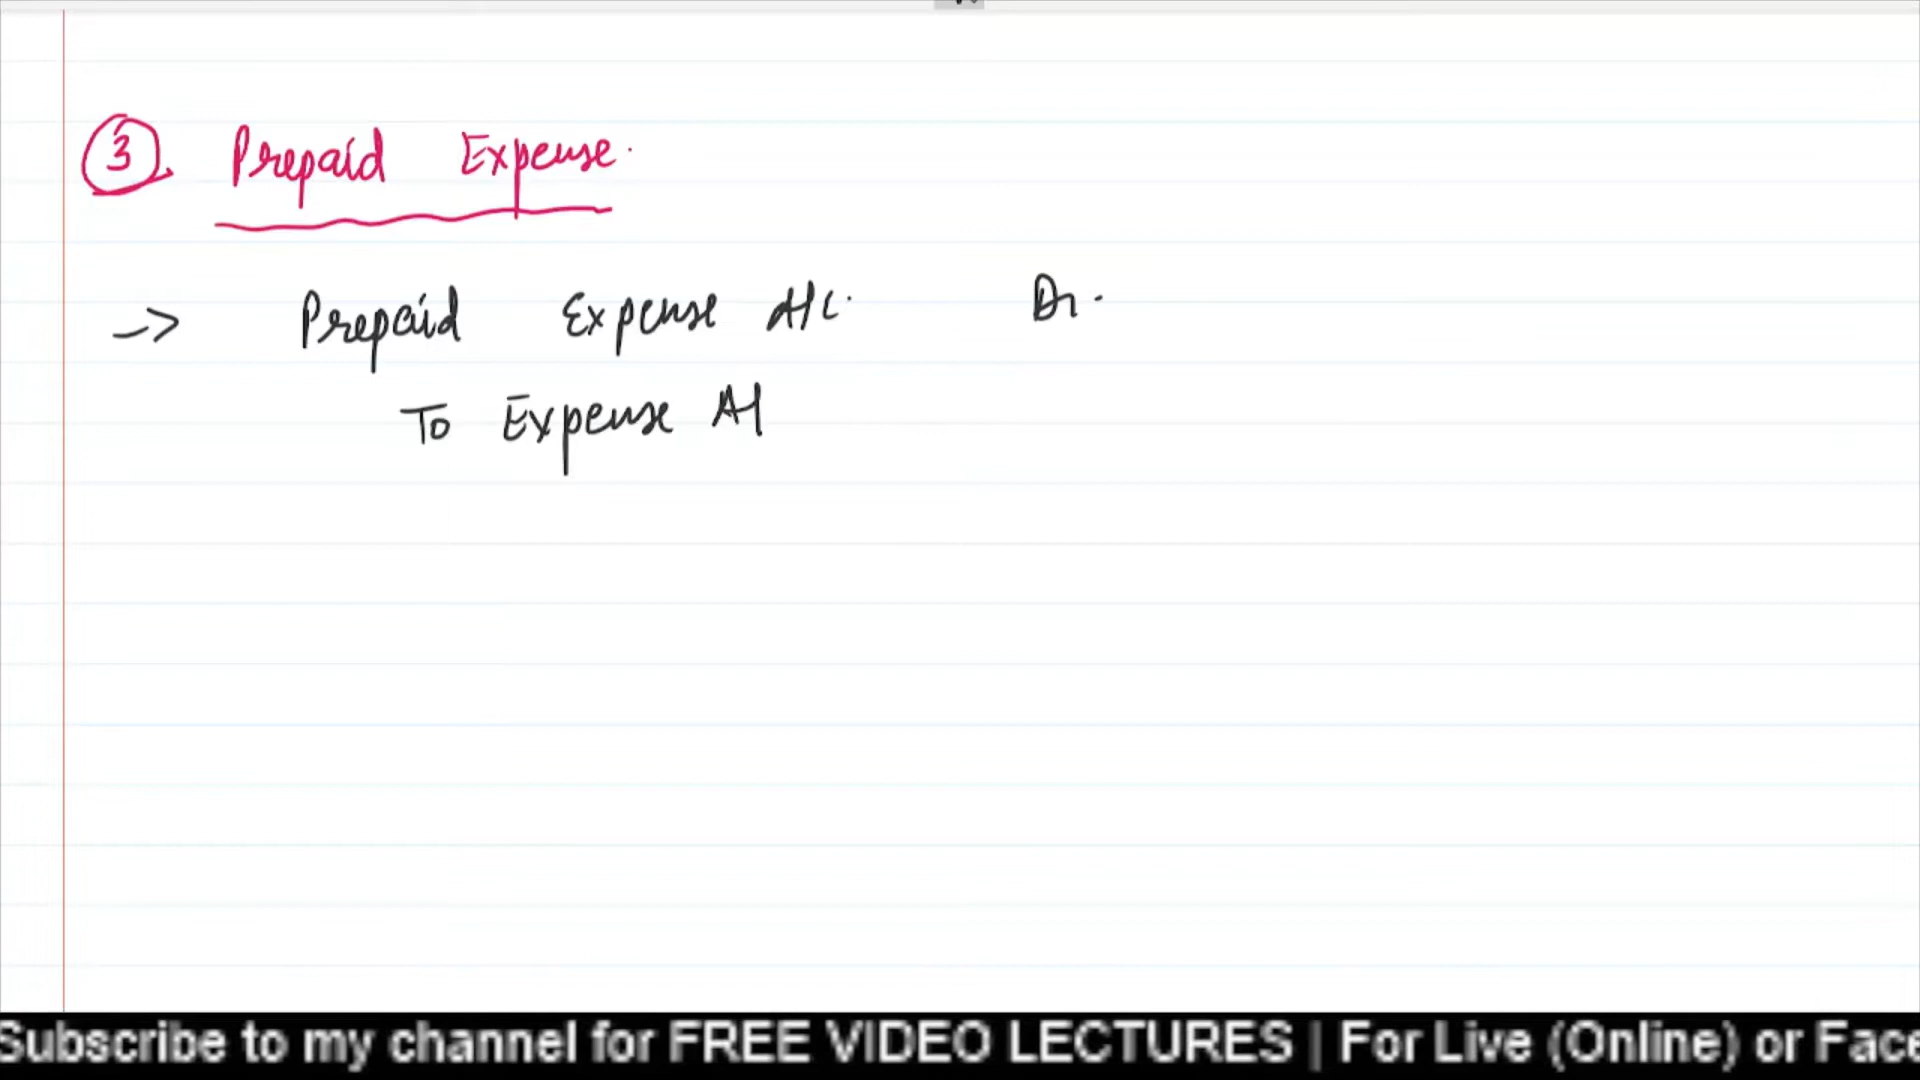 3. Prepaid Expense.
-> Prepaid Expense A/c. Dr.
To Expense A/
Subscribe to my channel for FREE VIDEO LECTURES | For Live (Online) or Face